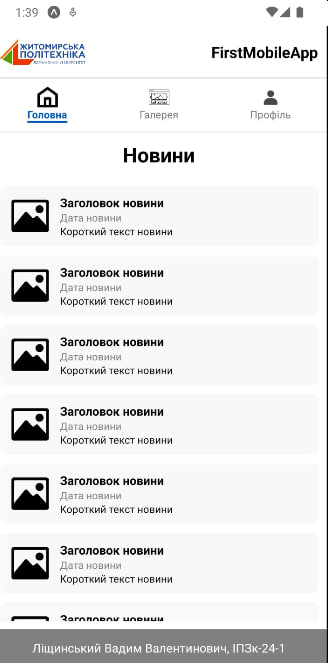 1:39
ЖИТОМИРСЬКА
ПОЛІТЕХНІКА
ДЕРЖАВНИЙ УНІВЕРСИТЕТ
FirstMobileApp
Головна
Галерея
Профіль
Новини
Заголовок новини
Дата новини
Короткий текст новини
Заголовок новини
Дата новини
Короткий текст новини
Заголовок новини
Дата новини
Короткий текст новини
Заголовок новини
Дата новини
Короткий текст новини
Заголовок новини
Дата новини
Короткий текст новини
Заголовок новини
Дата новини
Короткий текст новини
Заголовок новини
Ліщинський Вадим Валентинович, ІПЗк-24-1